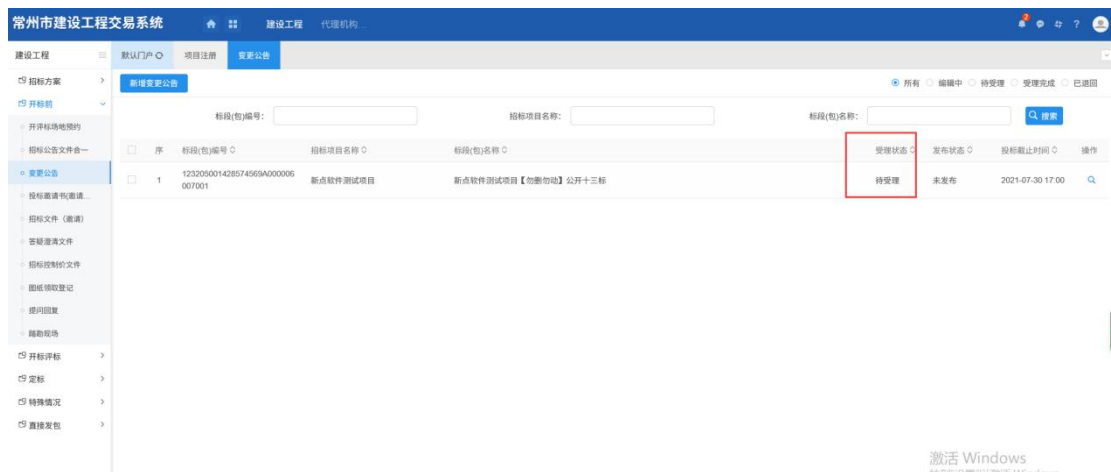 常州市建设工程交易系统
建设工程
代理机构...
2
?
建设工程
默认门户
项目注册
变更公告
招标方案
新增变更公告
所有
编辑中
待受理
受理完成
已退回
开标前
标段(包)编号：
招标项目名称：
标段(包)名称：
搜索
开评标场地预约
招标公告文件合一
序
标段(包)编号
招标项目名称
标段(包)名称
受理状态
发布状态
投标截止时间
操作
变更公告
1
123205001428574569A000006
007001
新点软件测试项目
新点软件测试项目【勿删勿动】公开十三标
待受理
未发布
2021-07-30 17:00
投标邀请书(邀请...
招标文件（邀请）
答疑澄清文件
招标控制价文件
图纸领取登记
提问回复
踏勘现场
开标评标
定标
特殊情况
直接发包
激活 Windows